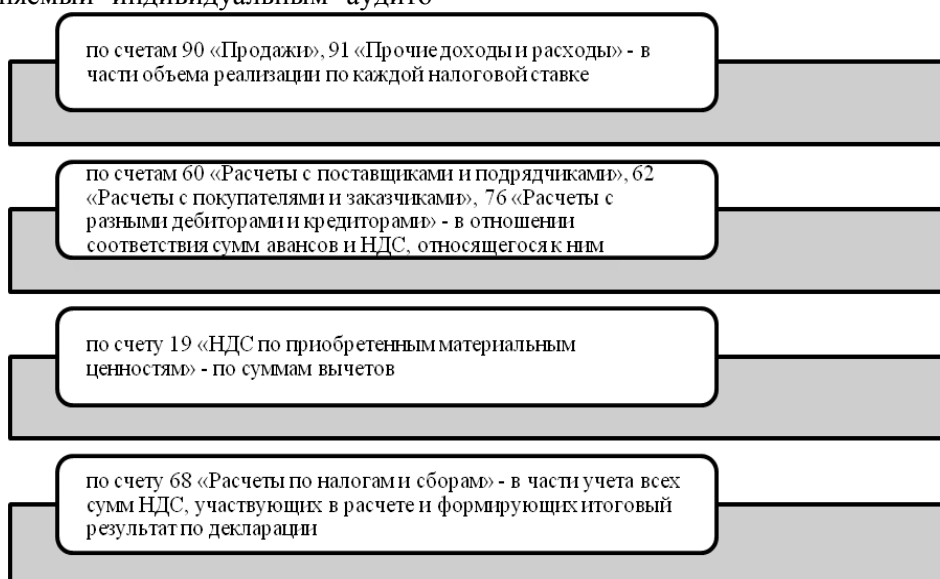 няемый индивидуальным аудито
по счетам 90 «Продажи», 91 «Прочие доходы и расходы» - в
части объема реализации по каждой налоговой ставке
по счетам 60 «Расчеты с поставщиками и подрядчиками», 62
«Расчеты с покупателями и заказчиками», 76 «Расчеты с
разными дебиторами и кредиторами» - в отношении
соответствия сумм авансов и НДС, относящегося к ним
по счету 19 «НДС по приобретенным материальным
ценностям» - по суммам вычетов
по счету 68 «Расчеты по налогам и сборам» - в части учета всех
сумм НДС, участвующих в расчете и формирующих итоговый
результат по декларации